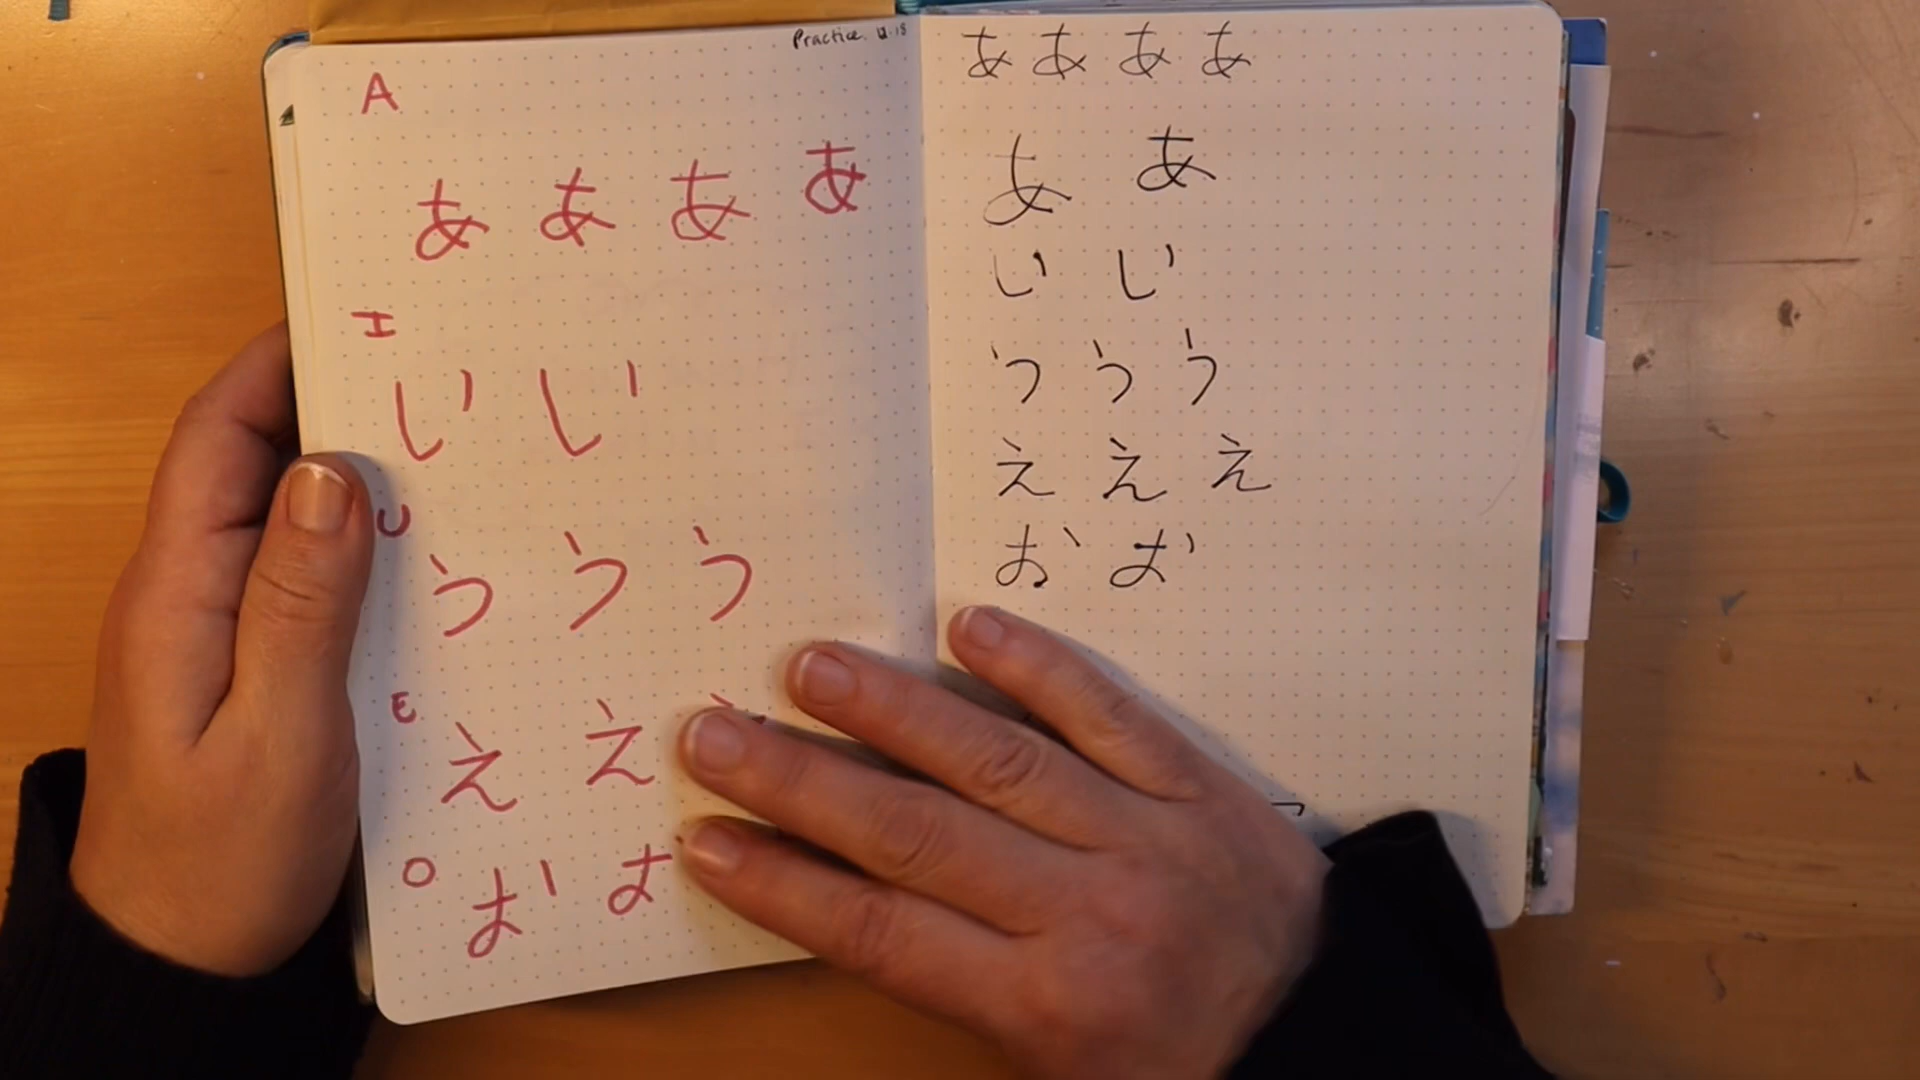 Practice.
A
あ あ あ あ
I
い い
U
う う う
E
え え
O
お お
あ あ あ あ
あ あ
い い
う う う
え え え
お お